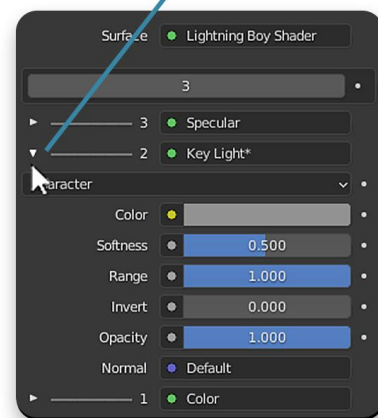 Surface Lightning Boy Shader
3
3 Specular
2 Key Light*
aracter
Color
Softness 0.500
Range 1.000
Invert 0.000
Opacity 1.000
Normal Default
1 Color